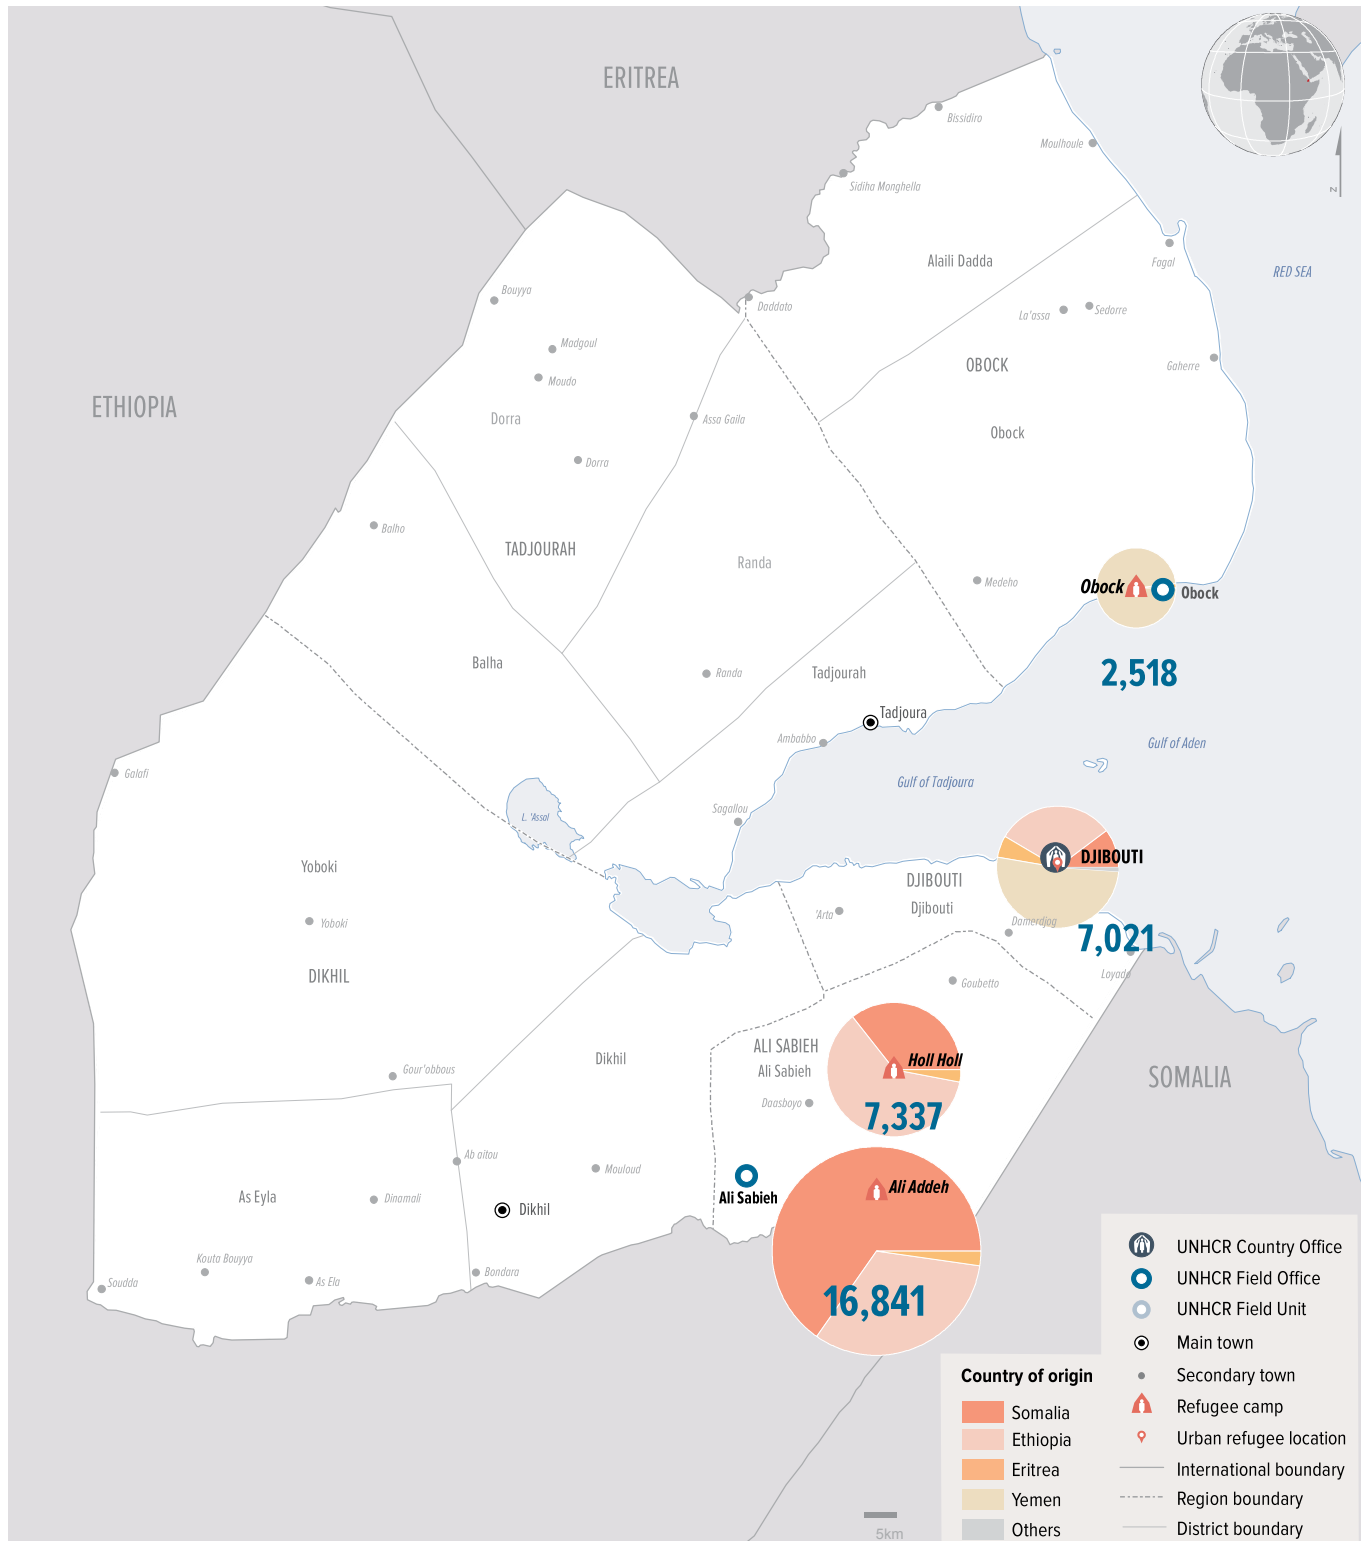 ERITREA
Bissidiro
Moulhoule
Sidiha Monghella
N
Alaili Dadda
Fagal
RED SEA
Bouyya
Daddato
La'assa
Sedorre
Madgoul
OBOCK
Gaherre
Moudo
ETHIOPIA
Dorra
Assa Gaila
Obock
Dorra
Balho
TADJOURAH
Randa
Medeho
Obock
Obock
Balha
Randa
Tadjourah
2,518
Tadjoura
Ambabbo
Gulf of Aden
Galafi
Gulf of Tadjoura
Sagallou
L. 'Assal
DJIBOUTI
Yoboki
DJIBOUTI
Djibouti
'Arta
Yoboki
Damerdjog
7,021
DIKHIL
Loyada
Goubetto
ALI SABIEH
Dikhil
Holl Holl
Gour'obbous
Ali Sabieh
SOMALIA
Daasboyo
7,337
Ab aitou
Mouloud
As Eyla
Dinamali
Ali Addeh
Ali Sabieh
Dikhil
Kouta Bouyya
Bondara
Soudda
As Ela
16,841
UNHCR Country Office
UNHCR Field Office
UNHCR Field Unit
Main town
Secondary town
Refugee camp
Urban refugee location
International boundary
Region boundary
District boundary
Country of origin
Somalia
Ethiopia
Eritrea
Yemen
Others
5km